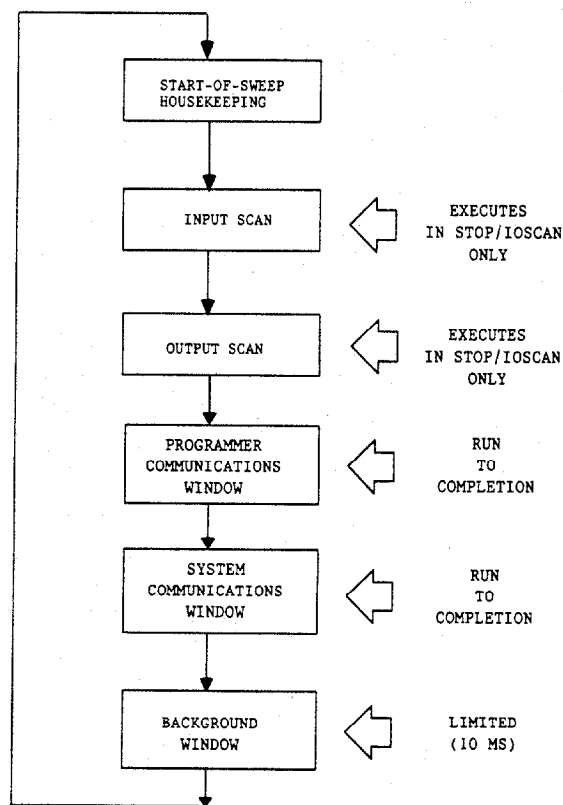 START-OF-SWEEP
HOUSEKEEPING
INPUT SCAN
EXECUTES
IN STOP/IOSCAN
ONLY
OUTPUT SCAN
EXECUTES
IN STOP/IOSCAN
ONLY
PROGRAMMER
COMMUNICATIONS
WINDOW
RUN
TO
COMPLETION
SYSTEM
COMMUNICATIONS
WINDOW
RUN
TO
COMPLETION
BACKGROUND
WINDOW
LIMITED
(10 MS)